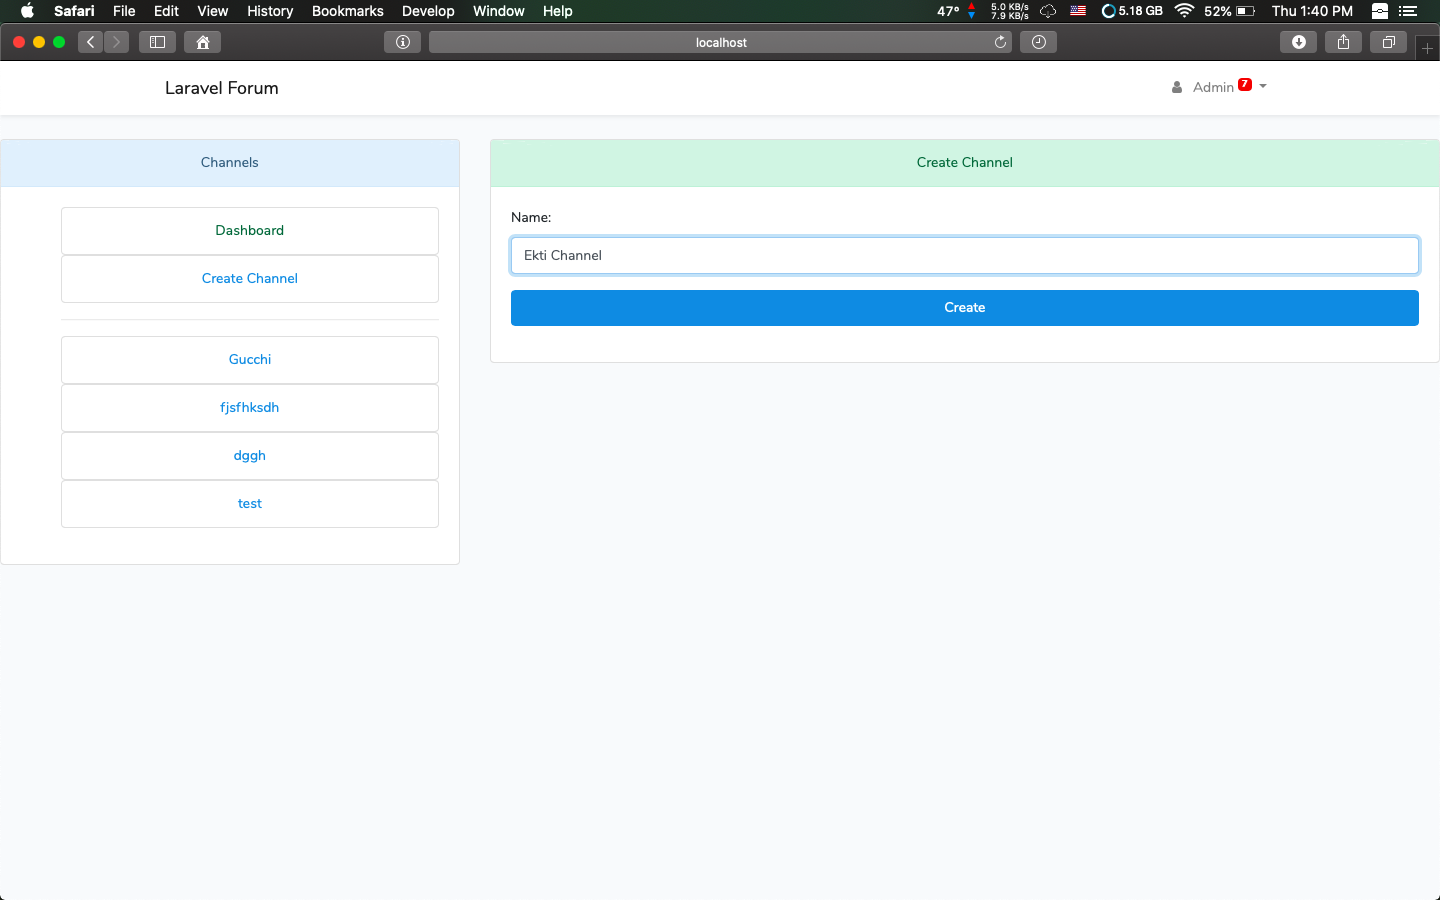 Safari File Edit View History Bookmarks Develop Window Help 47° 5.0 KB/s 7.9 KB/s 5.18 GB 52% Thu 1:40 PM
localhost
Laravel Forum Admin 7
Channels
Dashboard
Create Channel
Gucchi
fjsfhksdh
dggh
test
Create Channel
Name:
Ekti Channel
Create